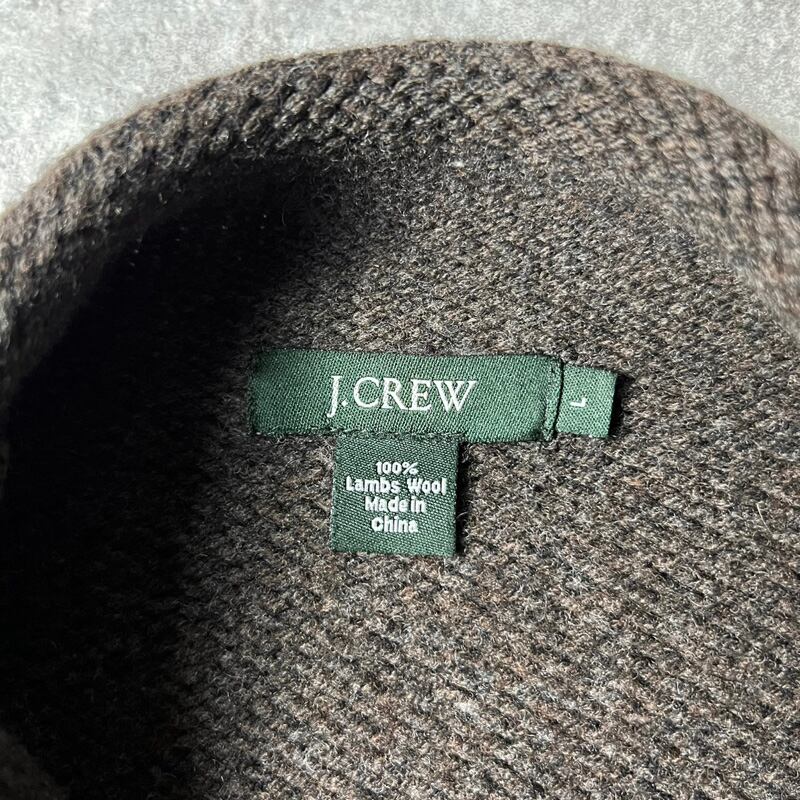 J.CREW
L
100%
Lambs Wool
Made in
China